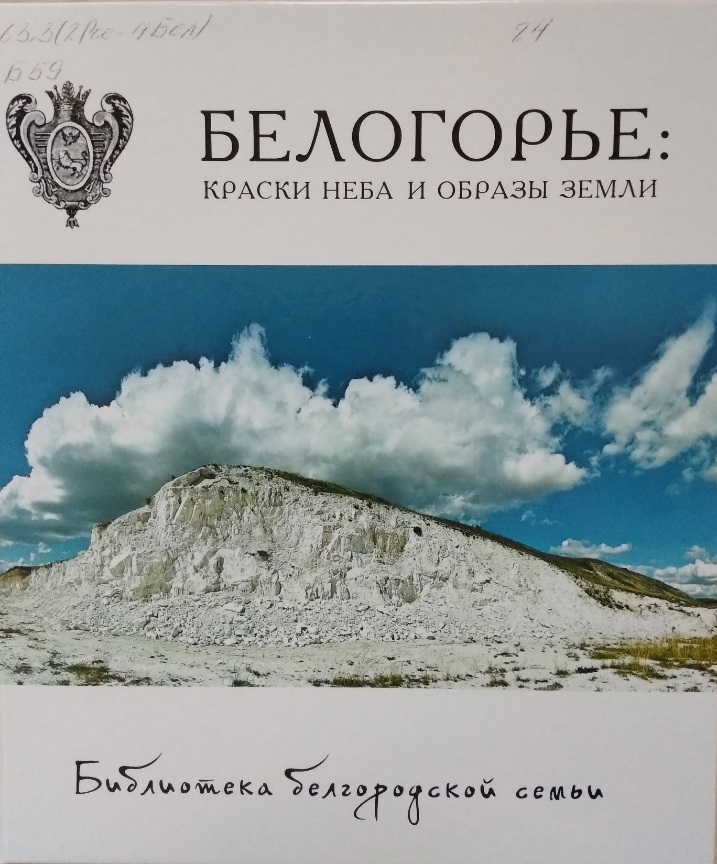 63.3(2Рос-4Бел)
24
Б59
БЕЛОГОРЬЕ:
КРАСКИ НЕБА И ОБРАЗЫ ЗЕМЛИ
Библиотека белгородской семьи